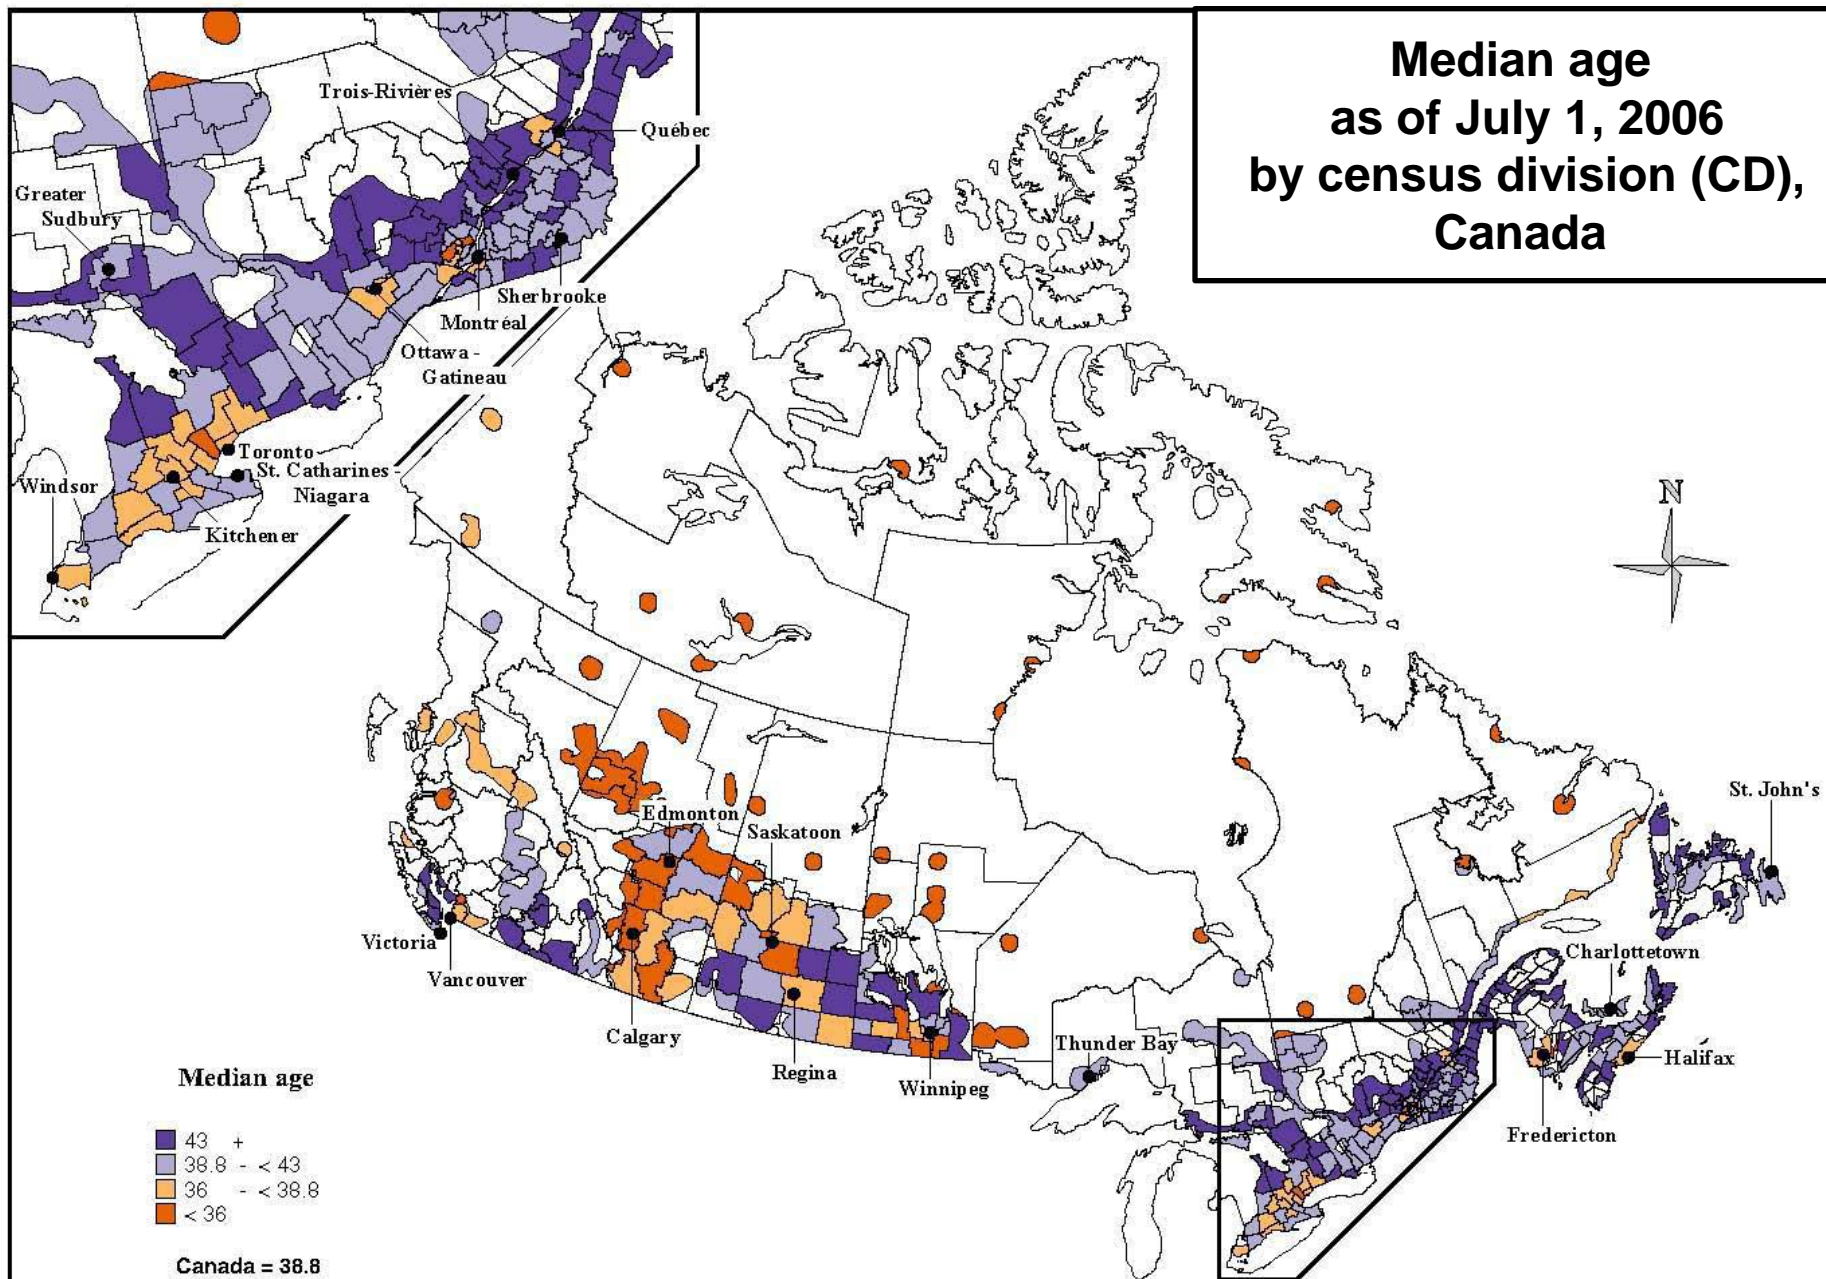 Median age
as of July 1, 2006
by census division (CD),
Canada
Trois-Rivières
Québec
Greater
Sudbury
Sherbrooke
Montréal
Ottawa -
Gatineau
Toronto
St. Catharines -
Niagara
Windsor
Kitchener
N
Edmonton
Saskatoon
St. John's
Victoria
Vancouver
Charlottetown
Calgary
Regina
Winnipeg
Thunder Bay
Halifax
Fredericton
Median age
43 +
38.8 - < 43
36 - < 38.8
< 36
Canada = 38.8